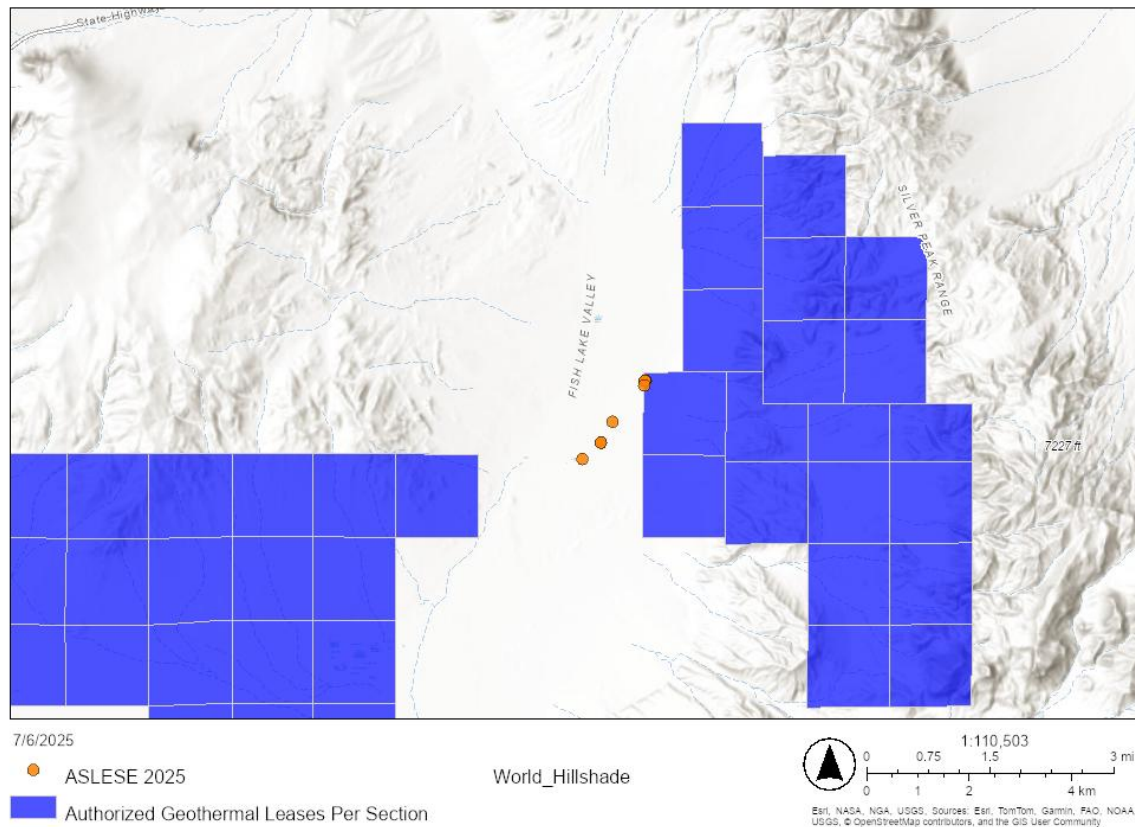 State-Highway
SILVER PEAK RANGE
FISH LAKE VALLEY
7227 ft
7/6/2025
ASLESE 2025
Authorized Geothermal Leases Per Section
World_Hillshade
1:110,503
0 0.75 1.5 3 mi
0 1 2 4 km
Esri, NASA, NGA, USGS, Sources: Esri, TomTom, Garmin, FAO, NOAA,
USGS, © OpenStreetMap contributors, and the GIS User Community